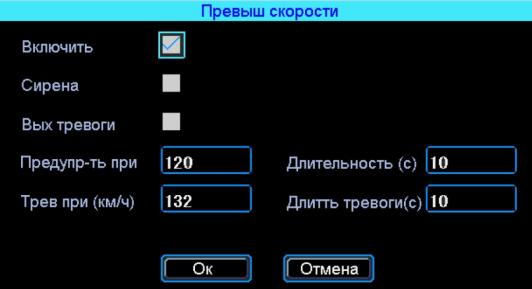 Превыш скорости
Включить
Сирена
Вых тревоги
Предупр-ть при 120 Длительность (с) 10
Трев при (км/ч) 132 Длитть тревоги(с) 10
Ок Отмена